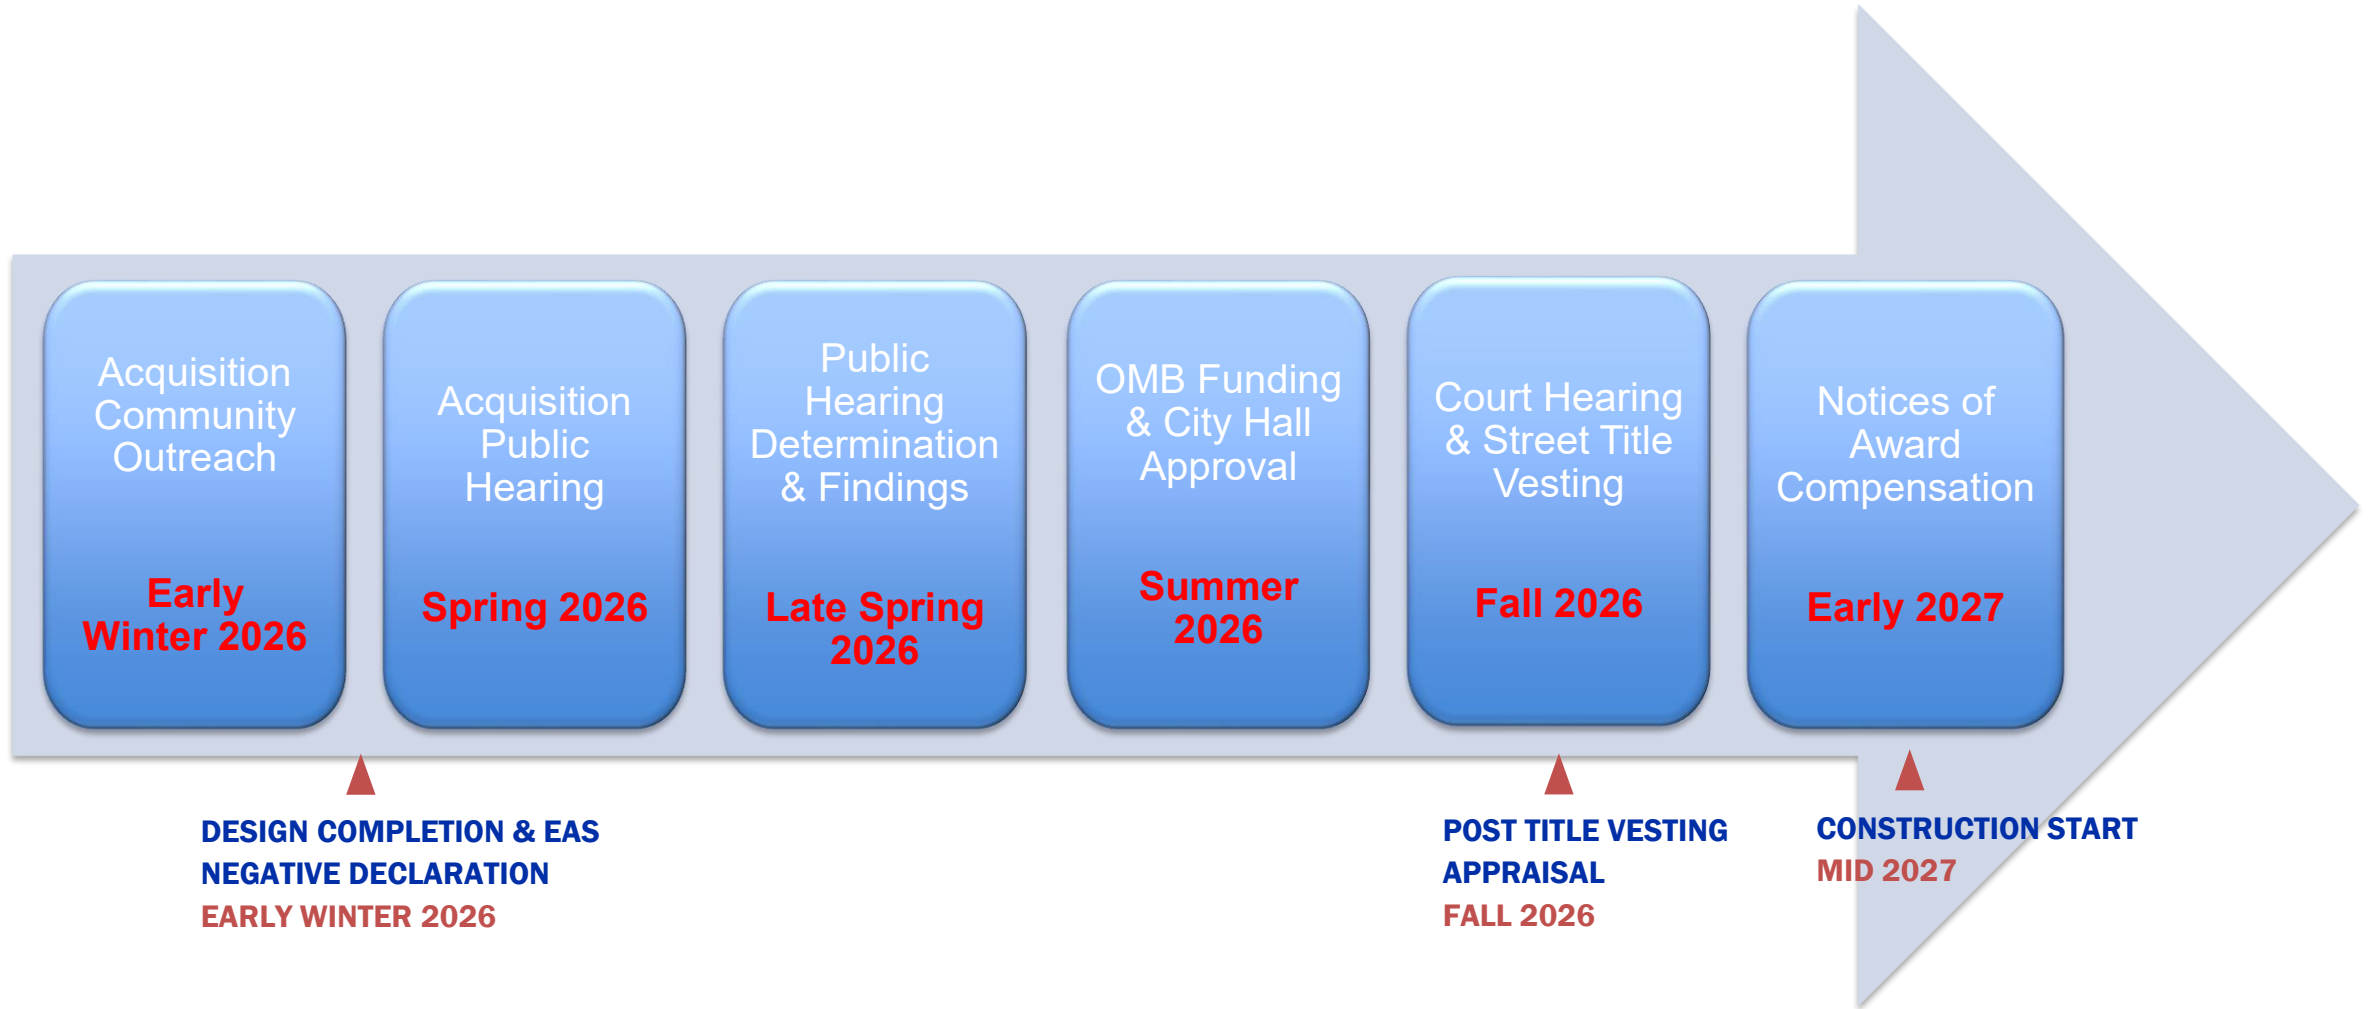 Acquisition
Community
Outreach
Early
Winter 2026
Acquisition
Public
Hearing
Spring 2026
Public
Hearing
Determination
& Findings
Late Spring
2026
OMB Funding
& City Hall
Approval
Summer
2026
Court Hearing
& Street Title
Vesting
Fall 2026
Notices of
Award
Compensation
Early 2027
DESIGN COMPLETION & EAS
NEGATIVE DECLARATION
EARLY WINTER 2026
POST TITLE VESTING
APPRAISAL
FALL 2026
CONSTRUCTION START
MID 2027